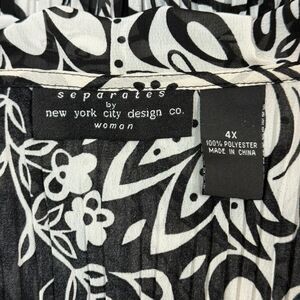 separates
by
new york city design co.
woman
4X
100% POLYESTER
MADE IN CHINA